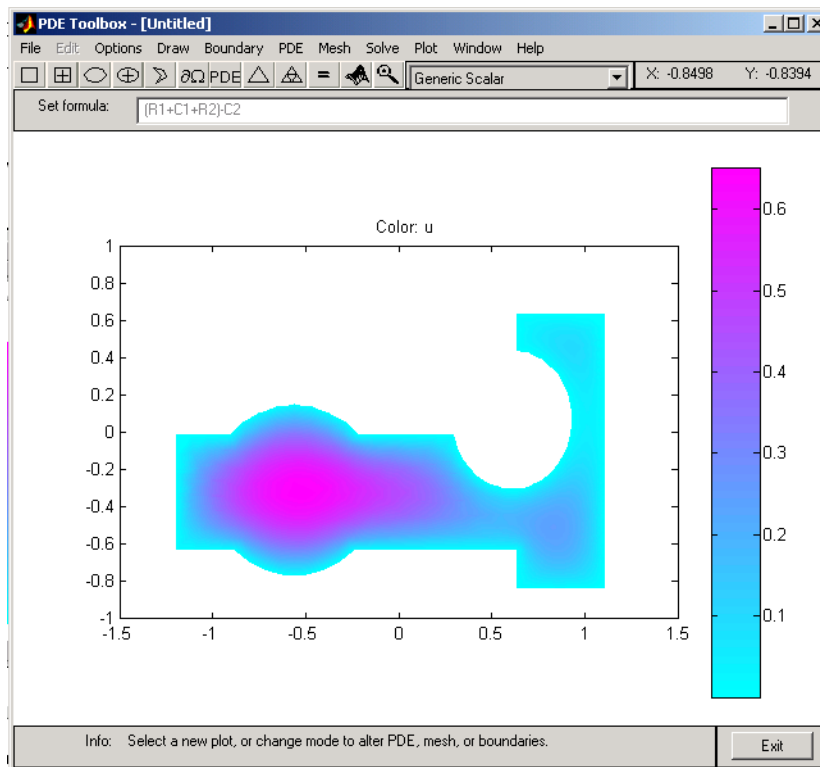 PDE Toolbox - [Untitled]
File Edit Options Draw Boundary PDE Mesh Solve Plot Window Help
∂Ω PDE = Generic Scalar X: -0.8498 Y: -0.8394
Set formula: (R1+C1+R2)-C2
Color: u
1
0.8
0.6
0.4
0.2
0
-0.2
-0.4
-0.6
-0.8
-1
-1.5 -1 -0.5 0 0.5 1 1.5
0.6
0.5
0.4
0.3
0.2
0.1
Info: Select a new plot, or change mode to alter PDE, mesh, or boundaries.
Exit